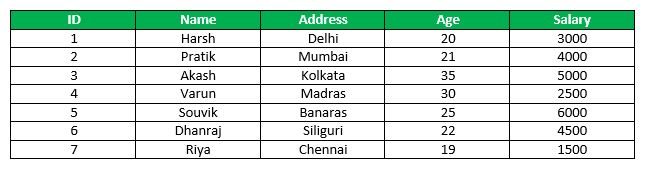 ID Name Address Age Salary
1 Harsh Delhi 20 3000
2 Pratik Mumbai 21 4000
3 Akash Kolkata 35 5000
4 Varun Madras 30 2500
5 Souvik Banaras 25 6000
6 Dhanraj Siliguri 22 4500
7 Riya Chennai 19 1500